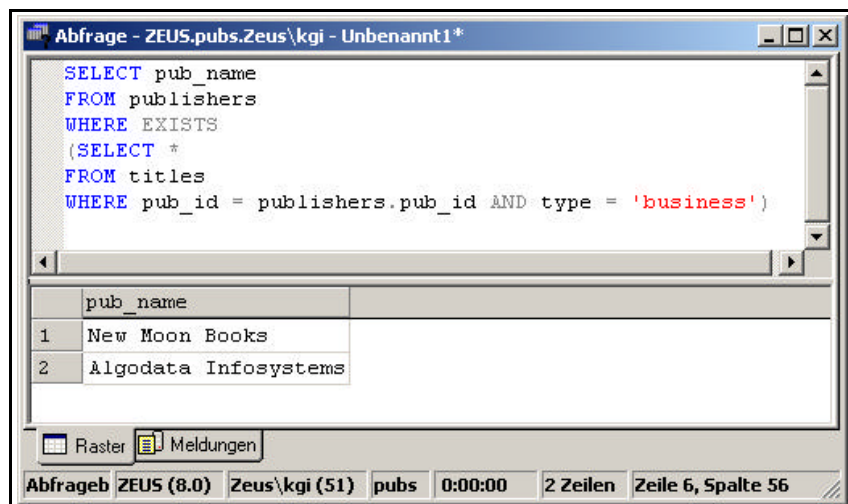 Abfrage - ZEUS.pubs.Zeus\kgi - Unbenannt1*
SELECT pub_name
FROM publishers
WHERE EXISTS
(SELECT *
FROM titles
WHERE pub_id = publishers.pub_id AND type = 'business')
pub_name
1 New Moon Books
2 Algodata Infosystems
Raster Meldungen
Abfrageb ZEUS (8.0) Zeus\kgi (51) pubs 0:00:00 2 Zeilen Zeile 6, Spalte 56